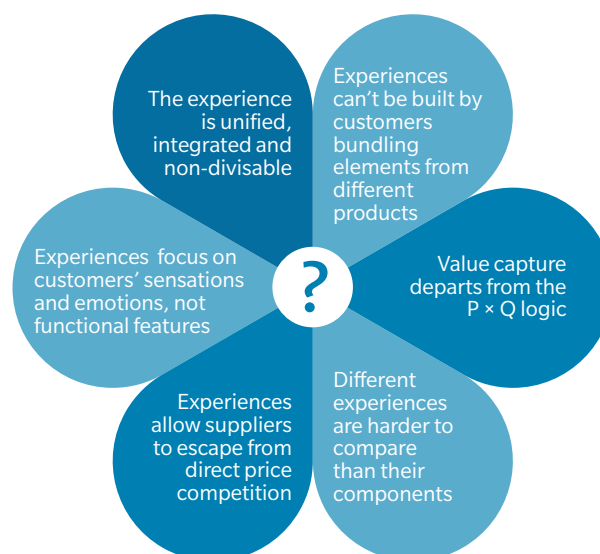 The experience
is unified,
integrated and
non-divisable
Experiences
can't be built by
customers
bundling
elements from
different
products
Value capture
departs from the
P × Q logic
Different
experiences
are harder to
compare
than their
components
Experiences
allow suppliers
to escape from
direct price
competition
Experiences focus on
customers' sensations
and emotions, not
functional features
?